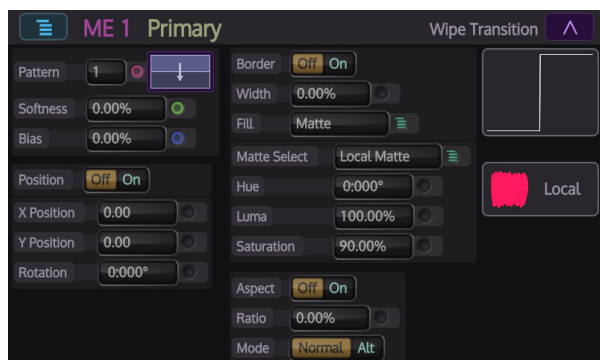 ME 1 Primary
Wipe Transition
Pattern 1
Softness 0.00%
Bias 0.00%
Position Off On
X Position 0.00
Y Position 0.00
Rotation 0:000°
Border Off On
Width 0.00%
Fill Matte
Matte Select Local Matte
Hue 0:000°
Luma 100.00%
Saturation 90.00%
Aspect Off On
Ratio 0.00%
Mode Normal Alt
Local